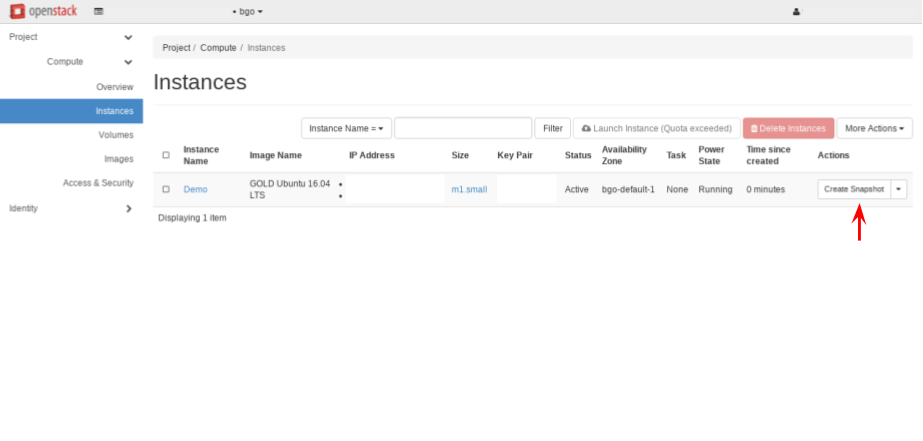 openstack
• bgo
Project
Compute
Overview
Instances
Volumes
Images
Access & Security
Identity
Project / Compute / Instances
Instances
Instance Name =
Filter
Launch Instance (Quota exceeded)
Delete Instances
More Actions
Instance Name
Image Name
IP Address
Size
Key Pair
Status
Availability Zone
Task
Power State
Time since created
Actions
Demo
GOLD Ubuntu 16.04 LTS
•
•
m1.small
Active
bgo-default-1
None
Running
0 minutes
Create Snapshot
Displaying 1 item